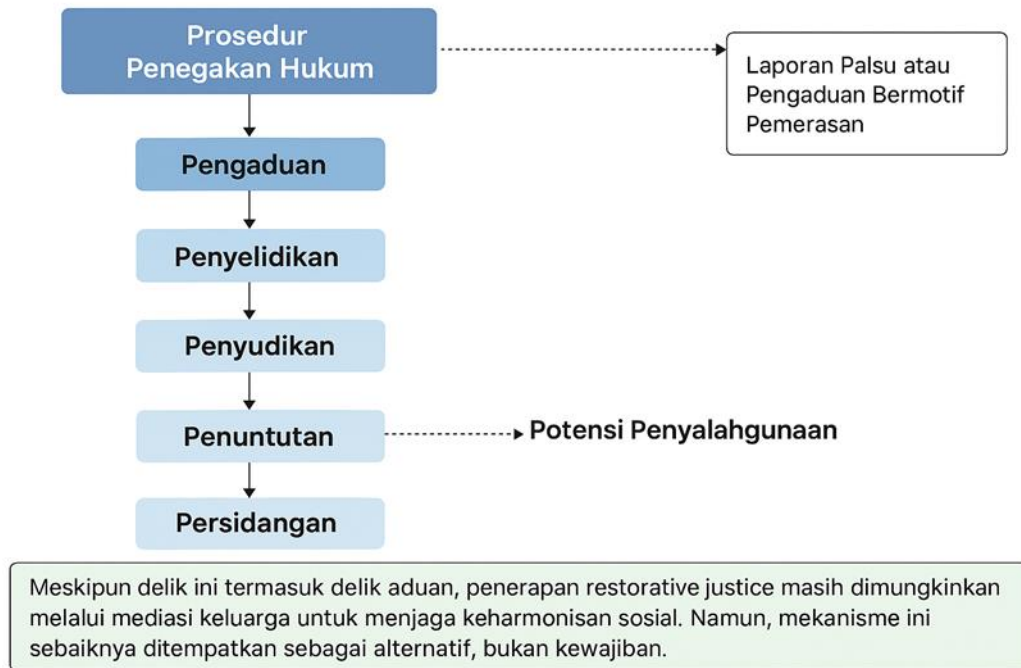 Prosedur
Penegakan Hukum
Laporan Palsu atau
Pengaduan Bermotif
Pemerasan
Pengaduan
Penyelidikan
Penyudikan
Penuntutan
Potensi Penyalahgunaan
Persidangan
Meskipun delik ini termasuk delik aduan, penerapan restorative justice masih dimungkinkan
melalui mediasi keluarga untuk menjaga keharmonisan sosial. Namun, mekanisme ini
sebaiknya ditempatkan sebagai alternatif, bukan kewajiban.